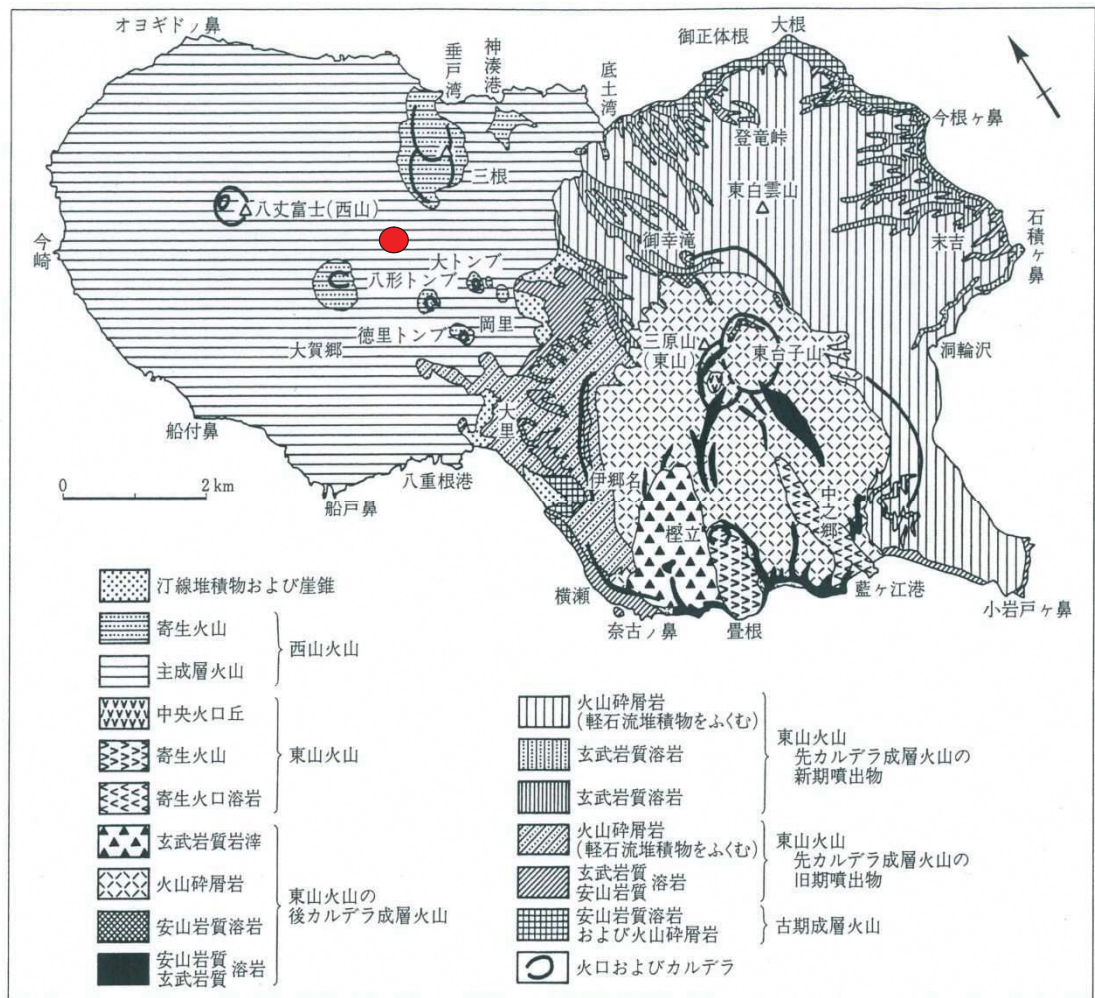 オヨギドノ鼻
垂戸湾
神湊港
底土湾
御正体根
大根
今根ヶ鼻
登竜峠
三根
東白雲山
八丈富士(西山)
今崎
石積ヶ鼻
末吉
御幸滝
大トンブ
八形トンブ
岡里
徳里トンブ
三原山
(東山)
東台子山
大賀郷
洞輪沢
大里
船付鼻
0 2km
八重根港
船戸鼻
伊郷名
中之郷
樫立
横瀬
奈古ノ鼻
畳根
藍ヶ江港
小岩戸ヶ鼻
汀線堆積物および崖錐
寄生火山
主成層火山
西山火山
中央火口丘
寄生火山
寄生火口溶岩
東山火山
玄武岩質岩滓
火山砕屑岩
安山岩質溶岩
安山岩質
玄武岩質
溶岩
東山火山の
後カルデラ成層火山
火山砕屑岩
(軽石流堆積物をふくむ)
玄武岩質溶岩
玄武岩質溶岩
東山火山
先カルデラ成層火山の
新期噴出物
火山砕屑岩
(軽石流堆積物をふくむ)
玄武岩質
安山岩質
溶岩
東山火山
先カルデラ成層火山の
旧期噴出物
安山岩質溶岩
および火山砕屑岩
古期成層火山
火口およびカルデラ